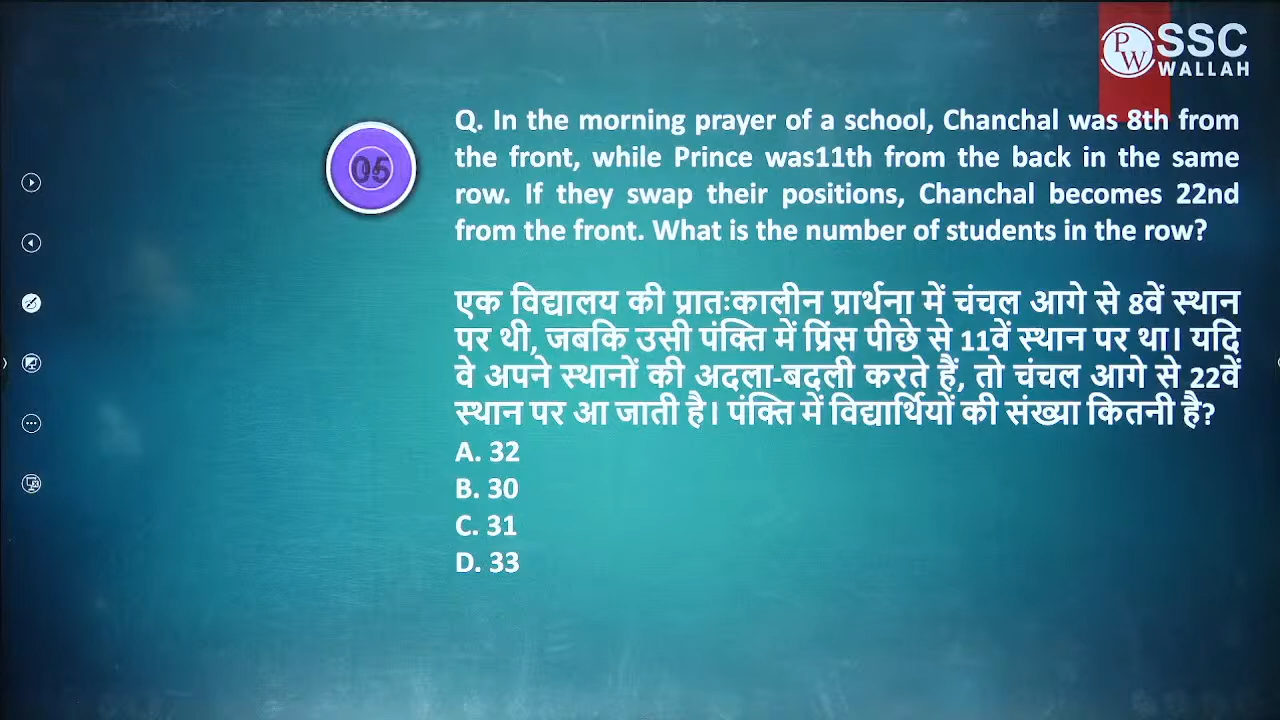 PW SSC
WALLAH
05
Q. In the morning prayer of a school, Chanchal was 8th from
the front, while Prince was11th from the back in the same
row. If they swap their positions, Chanchal becomes 22nd
from the front. What is the number of students in the row?
एक विद्यालय की प्रातःकालीन प्रार्थना में चंचल आगे से 8वें स्थान
पर थी, जबकि उसी पंक्ति में प्रिंस पीछे से 11वें स्थान पर था। यदि
वे अपने स्थानों की अदला-बदली करते हैं, तो चंचल आगे से 22वें
स्थान पर आ जाती है। पंक्ति में विद्यार्थियों की संख्या कितनी है?
A. 32
B. 30
C. 31
D. 33